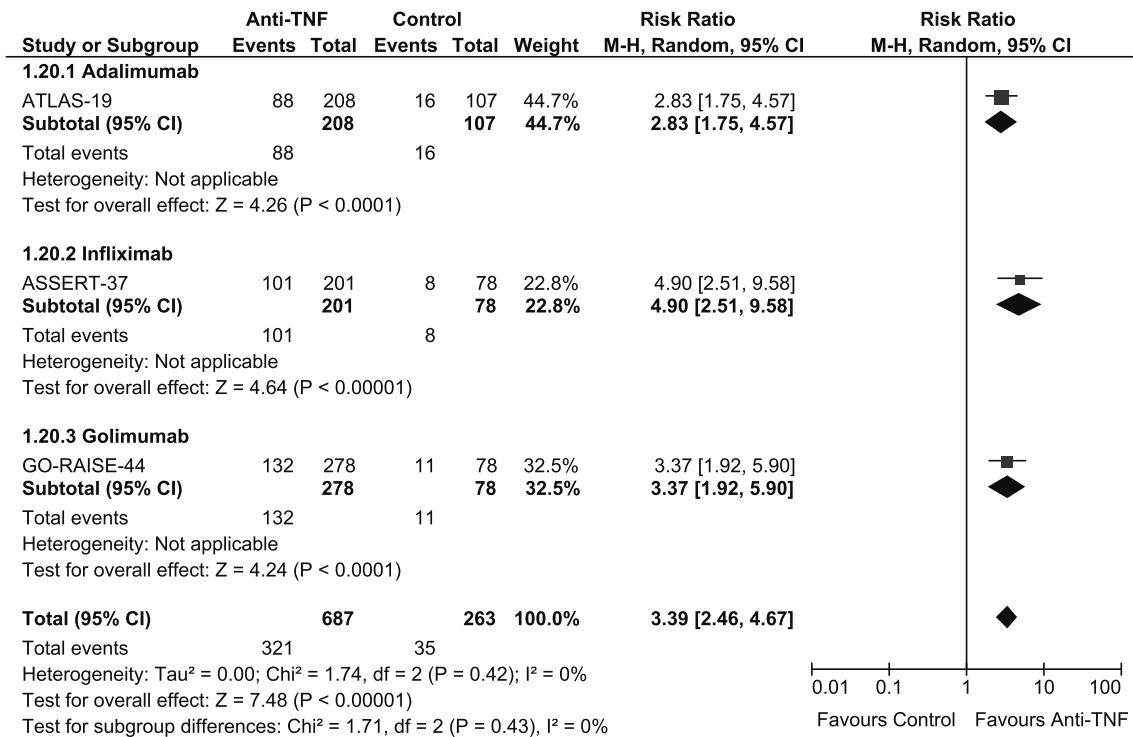 Anti-TNF Control Risk Ratio Risk Ratio
Study or Subgroup Events Total Events Total Weight M-H, Random, 95% CI M-H, Random, 95% CI
1.20.1 Adalimumab
ATLAS-19 88 208 16 107 44.7% 2.83 [1.75, 4.57]
Subtotal (95% CI) 208 107 44.7% 2.83 [1.75, 4.57]
Total events 88 16
Heterogeneity: Not applicable
Test for overall effect: Z = 4.26 (P < 0.0001)
1.20.2 Infliximab
ASSERT-37 101 201 8 78 22.8% 4.90 [2.51, 9.58]
Subtotal (95% CI) 201 78 22.8% 4.90 [2.51, 9.58]
Total events 101 8
Heterogeneity: Not applicable
Test for overall effect: Z = 4.64 (P < 0.00001)
1.20.3 Golimumab
GO-RAISE-44 132 278 11 78 32.5% 3.37 [1.92, 5.90]
Subtotal (95% CI) 278 78 32.5% 3.37 [1.92, 5.90]
Total events 132 11
Heterogeneity: Not applicable
Test for overall effect: Z = 4.24 (P < 0.0001)
Total (95% CI) 687 263 100.0% 3.39 [2.46, 4.67]
Total events 321 35
Heterogeneity: Tau² = 0.00; Chi² = 1.74, df = 2 (P = 0.42); I² = 0%
Test for overall effect: Z = 7.48 (P < 0.00001)
Test for subgroup differences: Chi² = 1.71, df = 2 (P = 0.43), I² = 0%
0.01 0.1 1 10 100
Favours Control Favours Anti-TNF